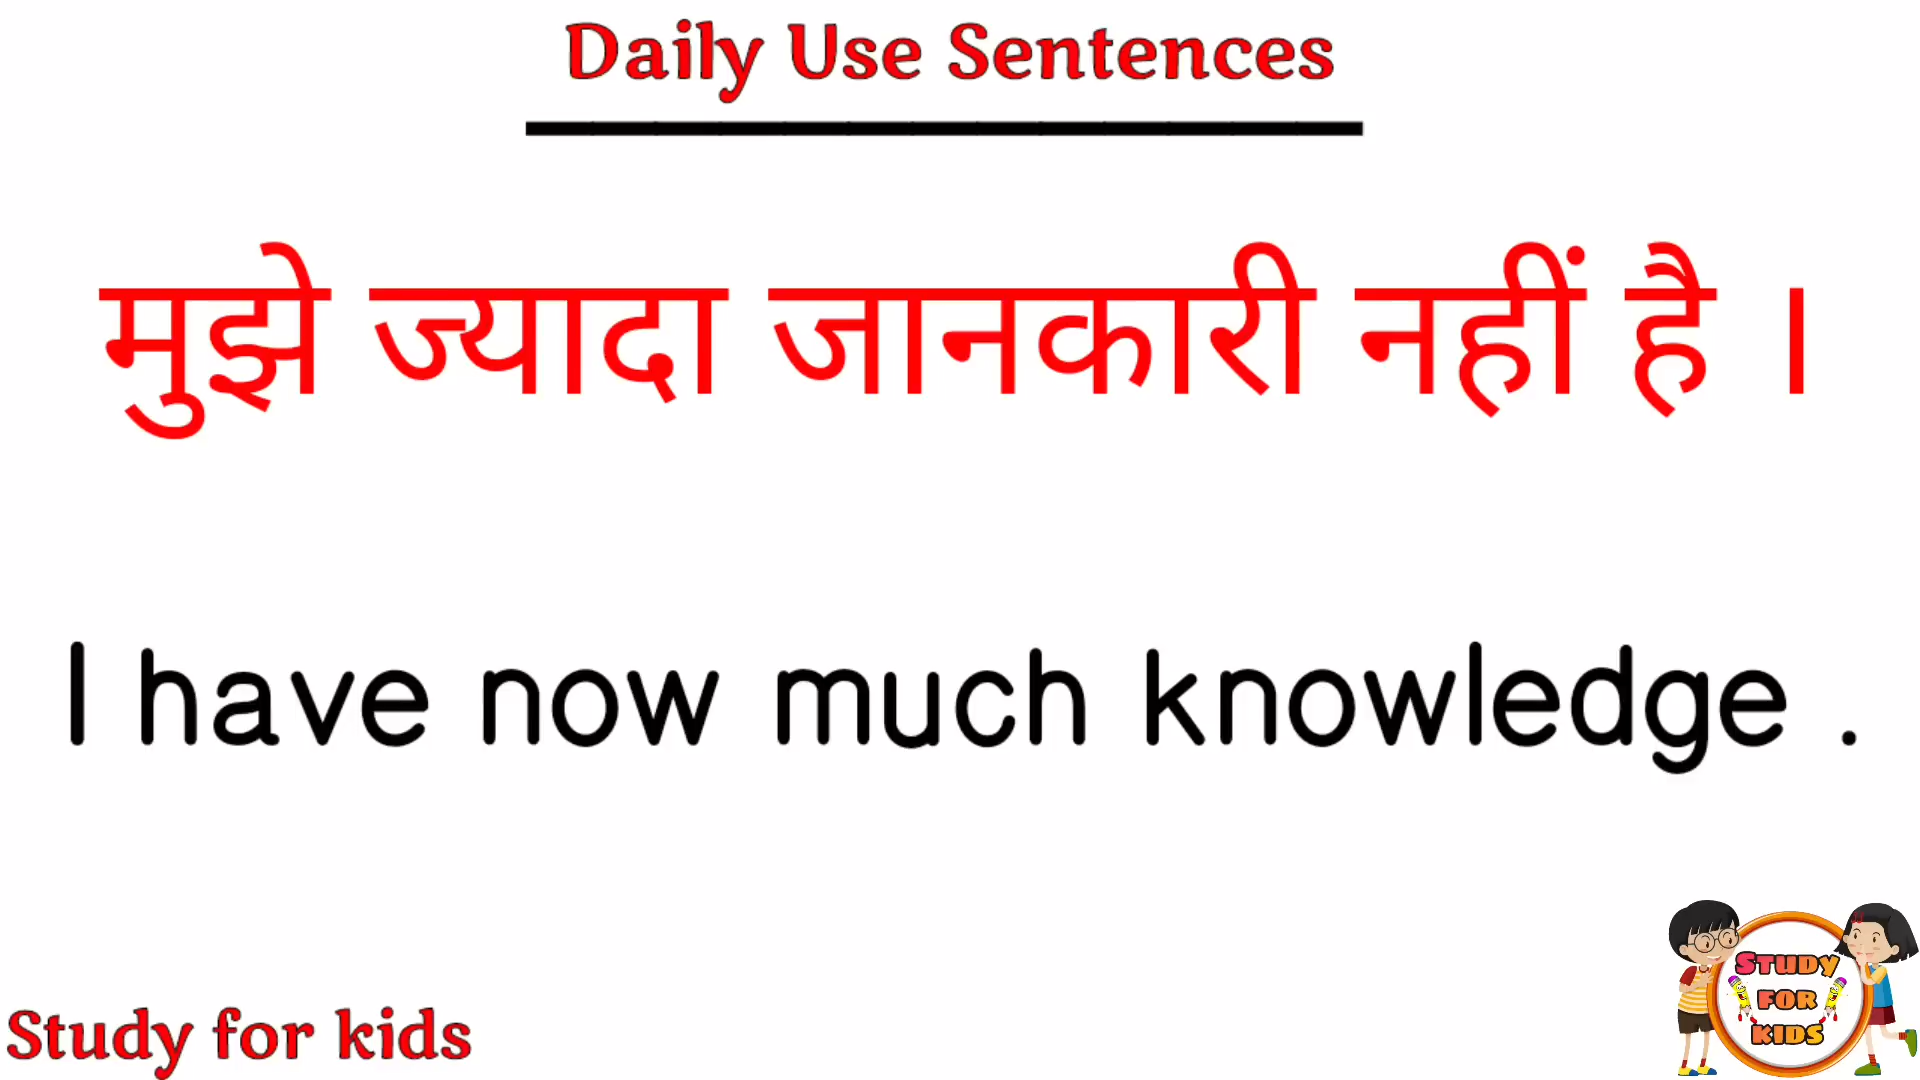 Daily Use Sentences
मुझे ज्यादा जानकारी नहीं है ।
I have now much knowledge .
Study for kids
STUDY
FOR
KIDS